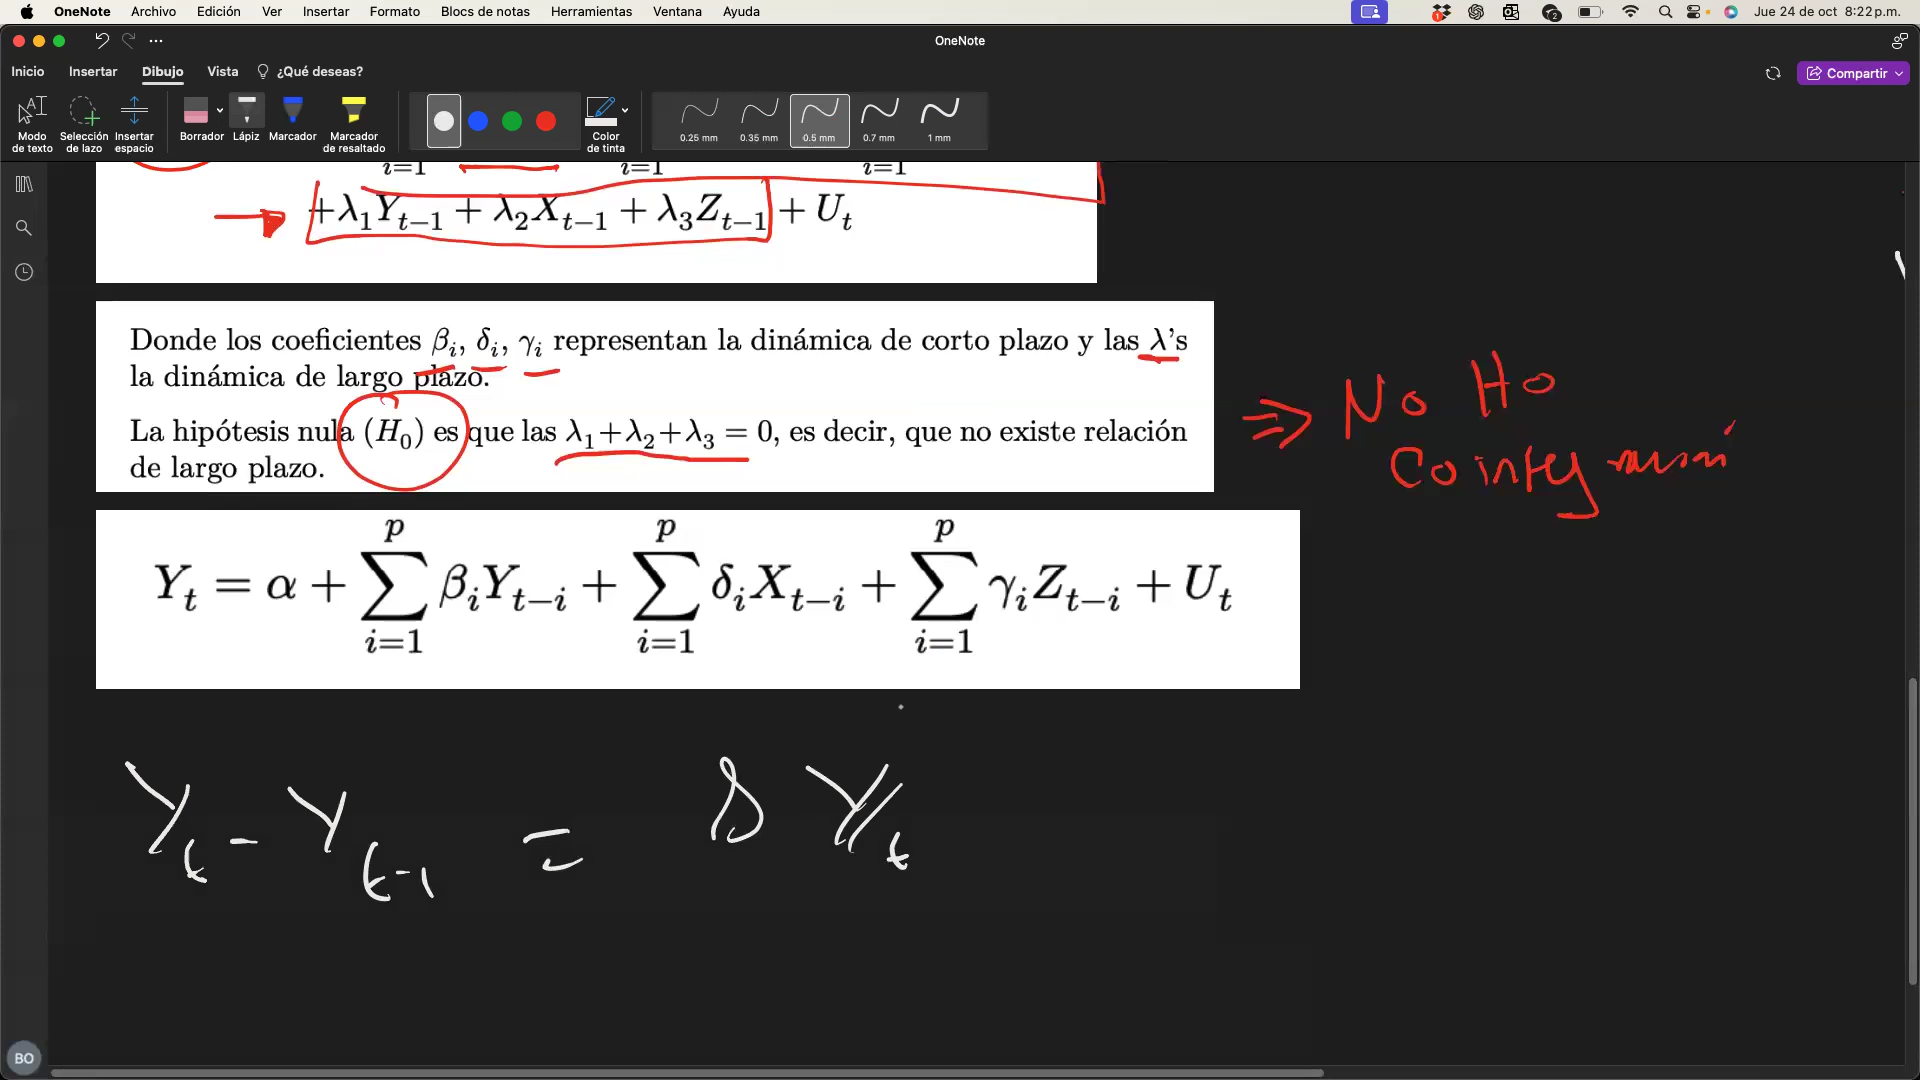 OneNote Archivo Edición Ver Insertar Formato Blocs de notas Herramientas Ventana Ayuda
1 2 Jue 24 de oct 8:22 p.m.
OneNote
Inicio Insertar Dibujo Vista ¿Qué deseas?
Compartir
Modo de texto
Selección de lazo
Insertar espacio
Borrador
Lápiz
Marcador
Marcador de resaltado
Color de tinta
0.25 mm 0.35 mm 0.5 mm 0.7 mm 1 mm
i=1 i=1 i=1
+λ₁Yₜ₋₁ + λ₂Xₜ₋₁ + λ₃Zₜ₋₁ + Uₜ
Donde los coeficientes βᵢ, δᵢ, γᵢ representan la dinámica de corto plazo y las λ's
la dinámica de largo plazo.
La hipótesis nula (H₀) es que las λ₁+λ₂+λ₃ = 0, es decir, que no existe relación
de largo plazo.
⇒ No Ho
Yₜ = α + ∑ᵢ₌₁ᵖ βᵢYₜ₋ᵢ + ∑ᵢ₌₁ᵖ δᵢXₜ₋ᵢ + ∑ᵢ₌₁ᵖ γᵢZₜ₋ᵢ + Uₜ
Yₜ - Yₜ₋₁ =
BO